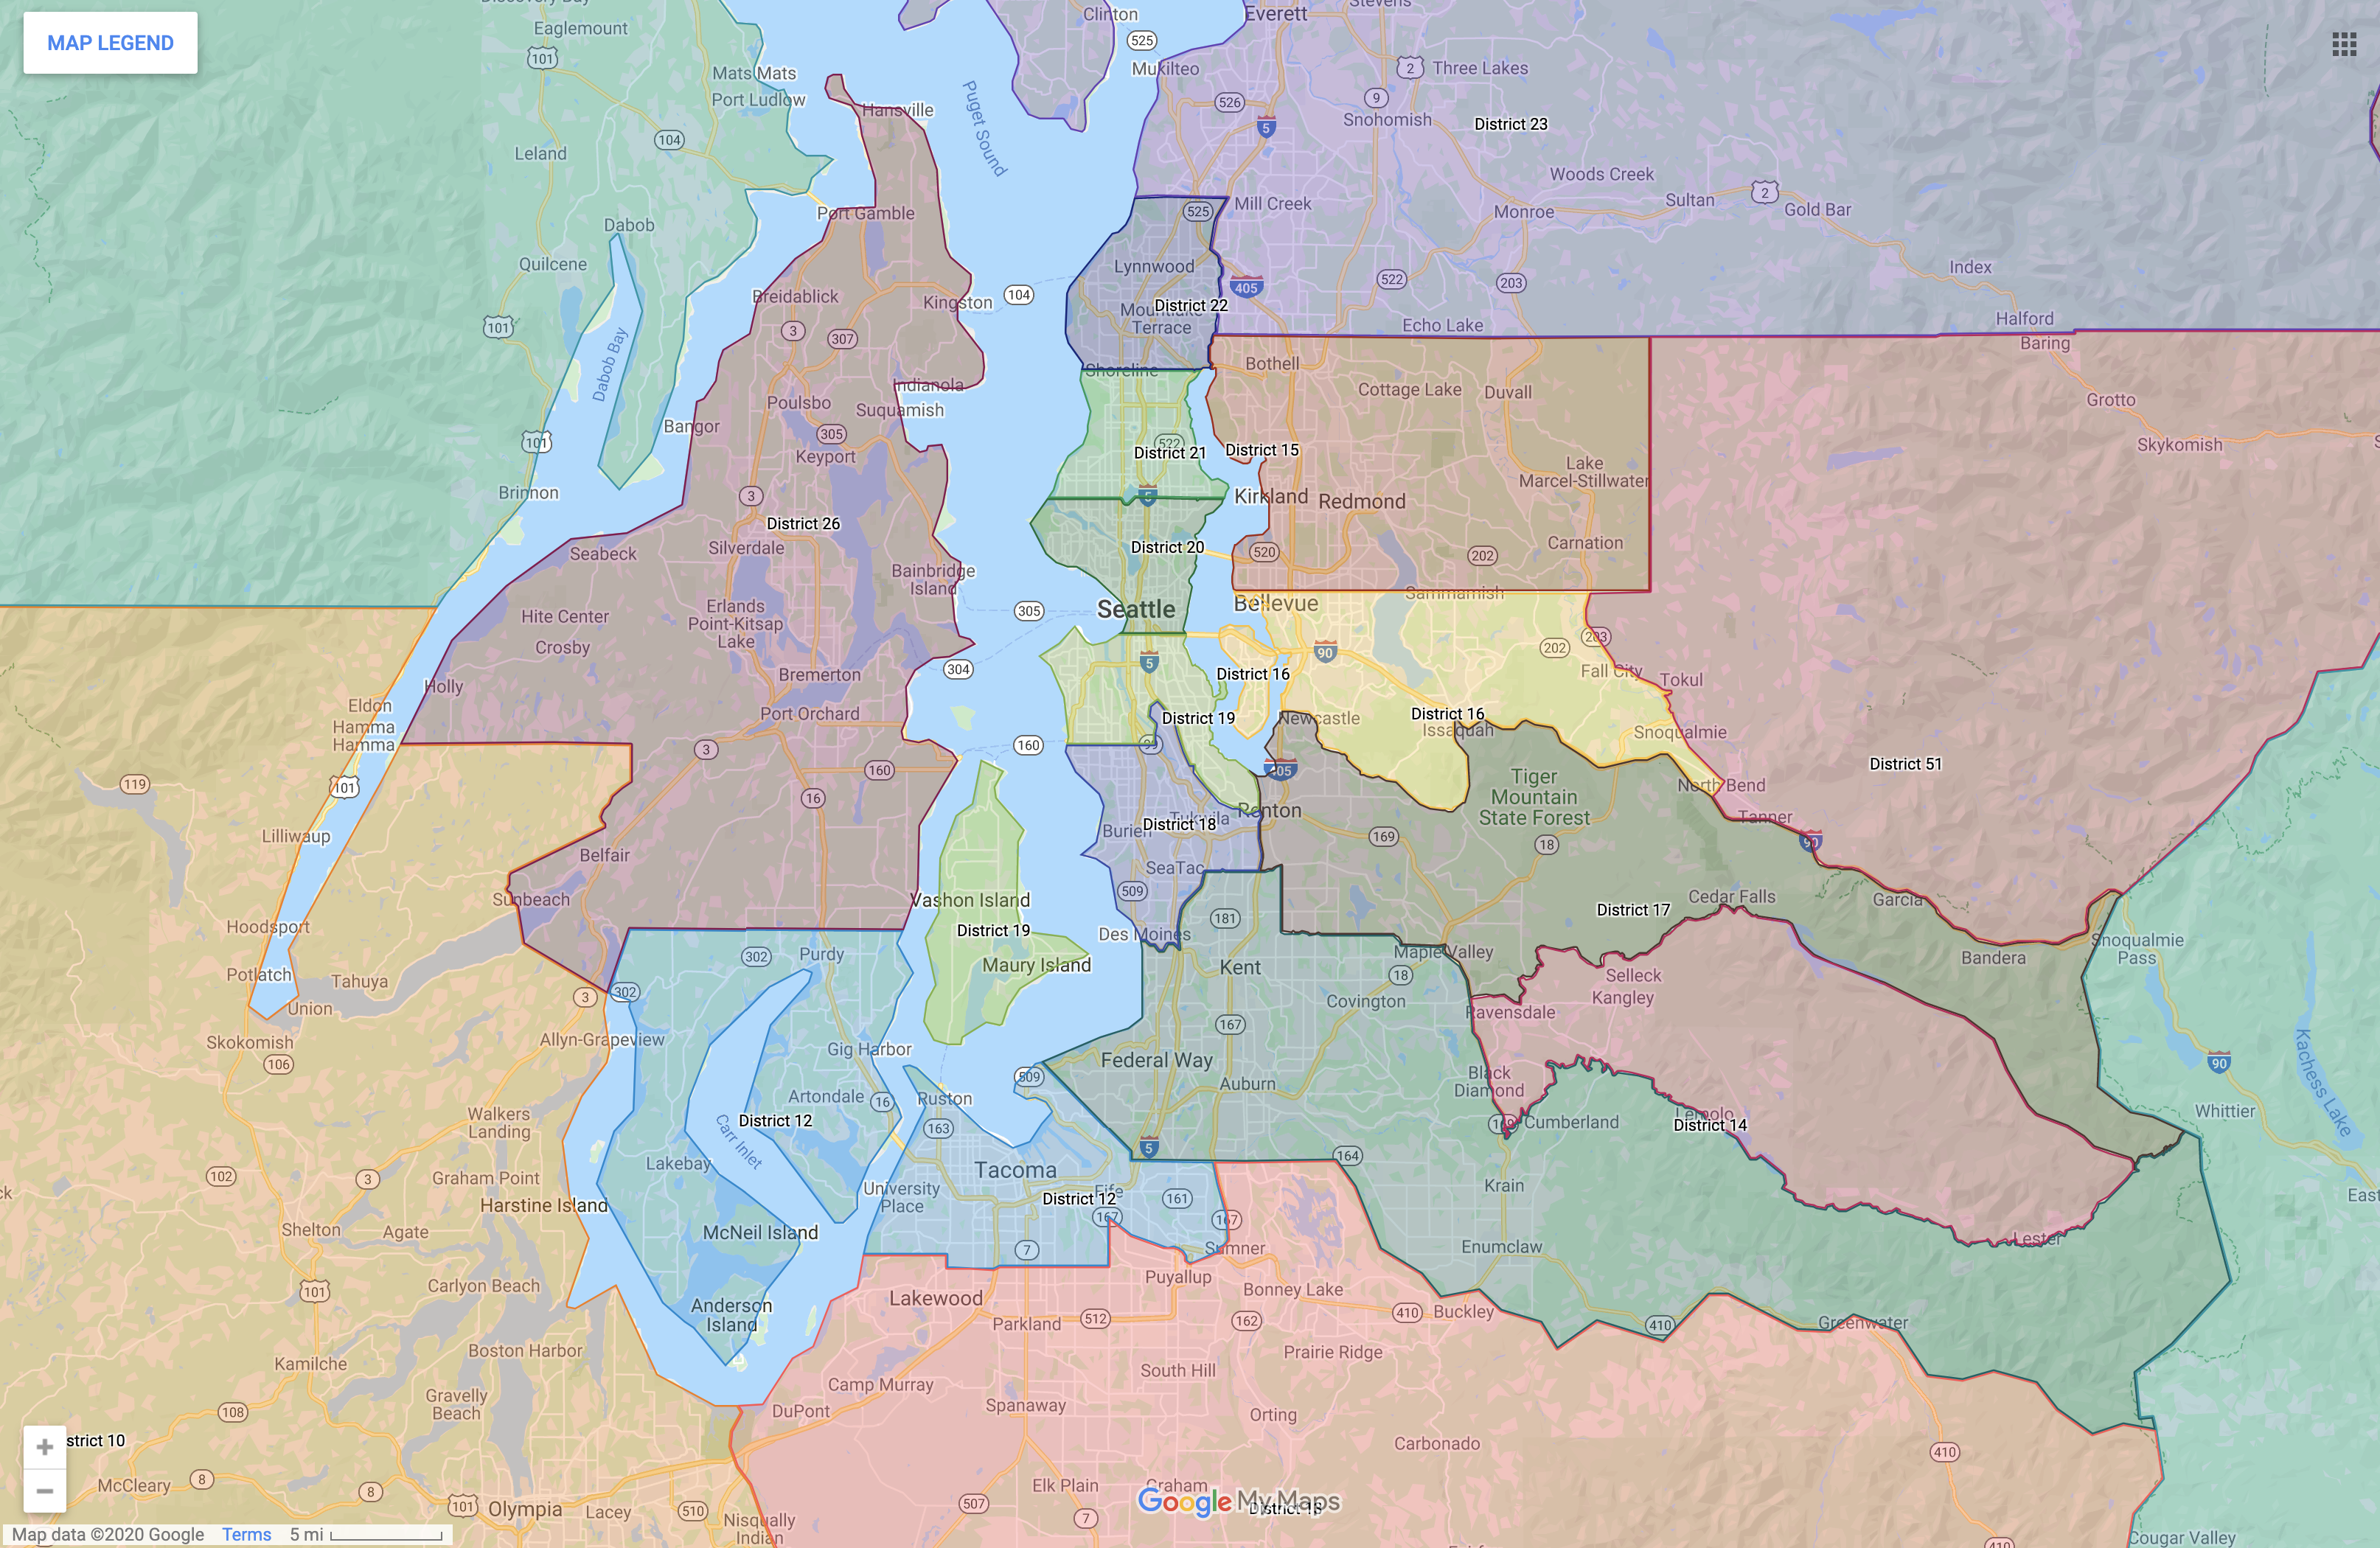 MAP LEGEND
Discovery Bay
Eaglemount
101
Mats Mats
Port Ludlow
104
Leland
Hansville
Clinton
525
Mukilteo
Everett
Stevens
526
5
2
Three Lakes
9
Snohomish
District 23
Puget Sound
Woods Creek
2
Sultan
Gold Bar
Monroe
Mill Creek
525
Port Gamble
Dabob
Quilcene
Lynnwood
405
522
203
Index
Breidablick
Kingston
104
District 22
Mountlake
Terrace
Echo Lake
Halford
Baring
101
3
307
Dabob Bay
Shoreline
Bothell
Cottage Lake
Duvall
Grotto
Indianola
Poulsbo
Suquamish
Bangor
305
Keyport
101
522
District 21
District 15
Skykomish
Lake
Marcel-Stillwater
Brinnon
3
5
Kirkland
Redmond
District 26
Seabeck
Silverdale
District 20
520
202
Carnation
Bainbridge
Island
Hite Center
Crosby
Erlands
Point-Kitsap
Lake
305
Seattle
Bellevue
Sammamish
203
202
90
5
304
Fall City
Tokul
Bremerton
Holly
District 16
Eldon
Hamma
Hamma
Port Orchard
District 19
Newcastle
District 16
Issaquah
Snoqualmie
3
160
160
99
District 51
405
119
101
16
Tiger
Mountain
State Forest
North Bend
Tanner
Renton
Lilliwaup
Belfair
Burien
Tukwila
District 18
169
18
90
SeaTac
509
Sunbeach
Vashon Island
Cedar Falls
Garcia
District 17
181
Hoodsport
District 19
Des Moines
Snoqualmie
Pass
302
Purdy
Maury Island
Kent
Maple Valley
18
Bandera
Potlatch
Tahuya
Selleck
Kangley
3
302
Union
Covington
Ravensdale
Skokomish
106
Allyn-Grapeview
Gig Harbor
167
Federal Way
509
Auburn
Black
Diamond
90
Kachess Lake
Walkers
Landing
Artondale
16
Ruston
Lemolo
Cumberland
District 14
Whittier
163
District 12
Carr Inlet
5
164
102
3
Graham Point
Lakebay
Tacoma
University
Place
Fife
District 12
161
Krain
Harstine Island
167
167
McNeil Island
Shelton
Agate
7
Sumner
Enumclaw
Lester
Carlyon Beach
101
Puyallup
Anderson
Island
Lakewood
Bonney Lake
Parkland
512
162
410
Buckley
410
Greenwater
Boston Harbor
Kamilche
Prairie Ridge
South Hill
Camp Murray
Gravelly
Beach
108
DuPont
Spanaway
Orting
strict 10
Carbonado
410
McCleary
8
8
Elk Plain
Graham
101
Olympia
Lacey
510
507
Google My Maps
7
Nisqually
Indian
410
Cougar Valley
Map data ©2020 Google
Terms
5 mi